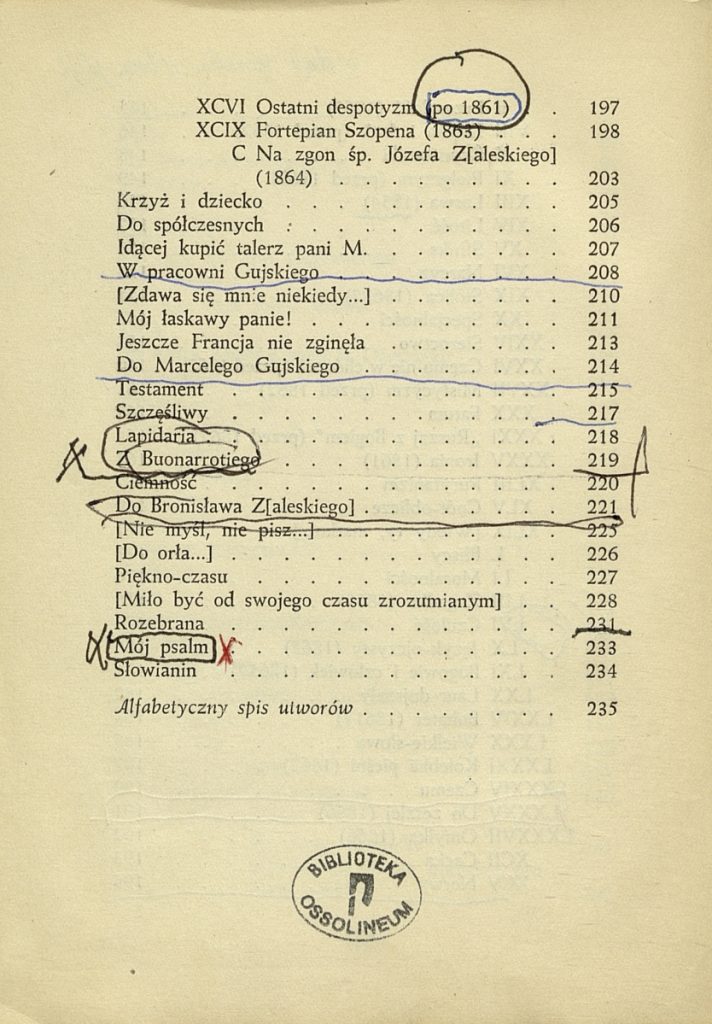 XCVI Ostatni despotyzm (po 1861) . 197
XCIX Fortepian Szopena (1863) . . . 198
C Na zgon śp. Józefa Z[aleskiego]
(1864) . . . . . . . . . . 203
Krzyż i dziecko . . . . . . . . . 205
Do spółczesnych . . . . . . . . . 206
Idącej kupić talerz pani M. . . . . . . 207
W pracowni Gujskiego . . . . . . . 208
[Zdawa się mnie niekiedy...] . . . . . . 210
Mój łaskawy panie! . . . . . . . . 211
Jeszcze Francja nie zginęła . . . . . . 213
Do Marcelego Gujskiego . . . . . . . 214
Testament . . . . . . . . . . 215
Szczęśliwy . . . . . . . . . . 217
Lapidaria . . . . . . . . . . 218
Z Buonarrotiego . . . . . . . . . 219
Ciemność . . . . . . . . . . 220
Do Bronisława Z[aleskiego] . . . . . . 221
[Nie myśl, nie pisz...] . . . . . . . 225
[Do orła...] . . . . . . . . . . 226
Piękno-czasu . . . . . . . . . 227
[Miło być od swojego czasu zrozumianym] . . 228
Rozebrana . . . . . . . . . . 231
Mój psalm . . . . . . . . . . 233
Słowianin . . . . . . . . . . 234
Alfabetyczny spis utworów . . . . . . 235
BIBLIOTEKA
OSSOLINEUM